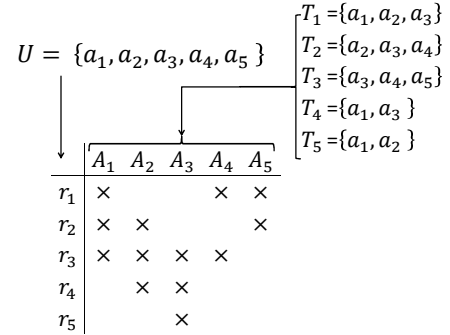 T₁ ={a₁, a₂, a₃}
T₂ ={a₂, a₃, a₄}
T₃ ={a₃, a₄, a₅}
T₄ ={a₁, a₃ }
T₅ ={a₁, a₂ }
U = {a₁, a₂, a₃, a₄, a₅ }
A₁ A₂ A₃ A₄ A₅
r₁ × × ×
r₂ × × ×
r₃ × × × ×
r₄ × ×
r₅ ×